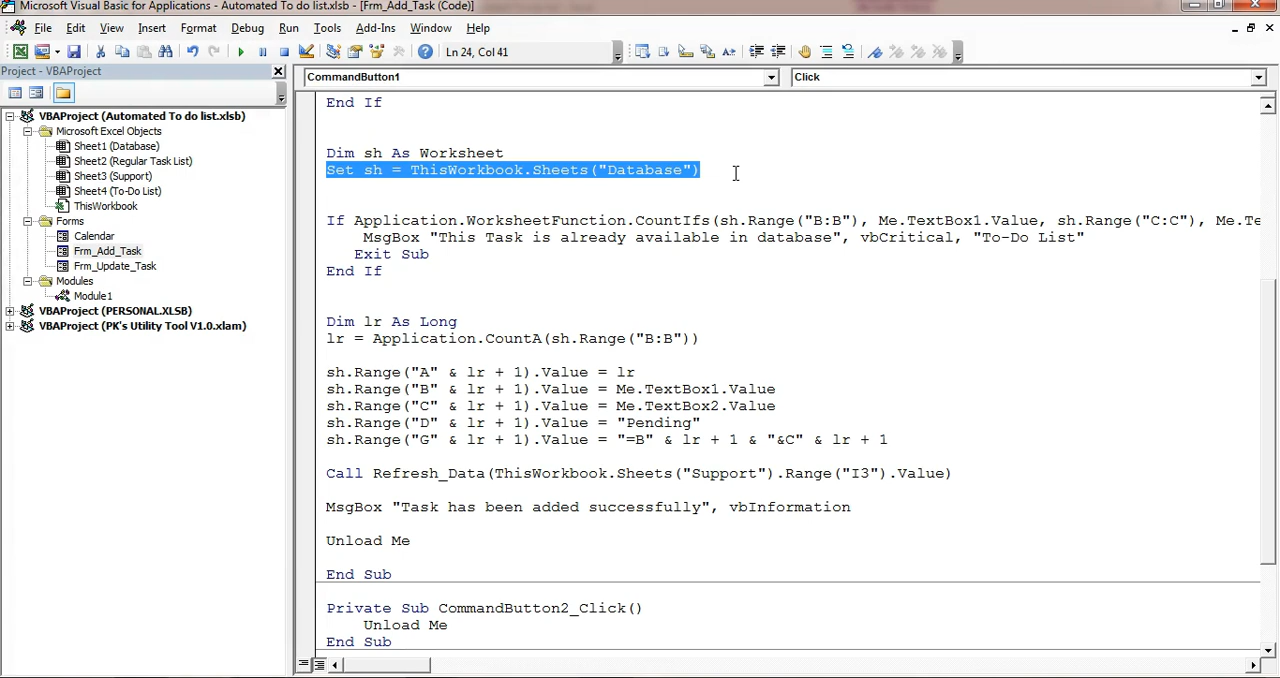 Microsoft Visual Basic for Applications - Automated To do list.xlsb - [Frm_Add_Task (Code)]
File Edit View Insert Format Debug Run Tools Add-Ins Window Help
Ln 24, Col 41
Project - VBAProject
CommandButton1 Click
VBAProject (Automated To do list.xlsb)
Microsoft Excel Objects
Sheet1 (Database)
Sheet2 (Regular Task List)
Sheet3 (Support)
Sheet4 (To-Do List)
ThisWorkbook
Forms
Calendar
Frm_Add_Task
Frm_Update_Task
Modules
Module1
VBAProject (PERSONAL.XLSB)
VBAProject (PK's Utility Tool V1.0.xlam)
End If
Dim sh As Worksheet
Set sh = ThisWorkbook.Sheets("Database")
If Application.WorksheetFunction.CountIfs(sh.Range("B:B"), Me.TextBox1.Value, sh.Range("C:C"), Me.Te
MsgBox "This Task is already available in database", vbCritical, "To-Do List"
Exit Sub
End If
Dim lr As Long
lr = Application.CountA(sh.Range("B:B"))
sh.Range("A" & lr + 1).Value = lr
sh.Range("B" & lr + 1).Value = Me.TextBox1.Value
sh.Range("C" & lr + 1).Value = Me.TextBox2.Value
sh.Range("D" & lr + 1).Value = "Pending"
sh.Range("G" & lr + 1).Value = "=B" & lr + 1 & "&C" & lr + 1
Call Refresh_Data(ThisWorkbook.Sheets("Support").Range("I3").Value)
MsgBox "Task has been added successfully", vbInformation
Unload Me
End Sub
Private Sub CommandButton2_Click()
Unload Me
End Sub